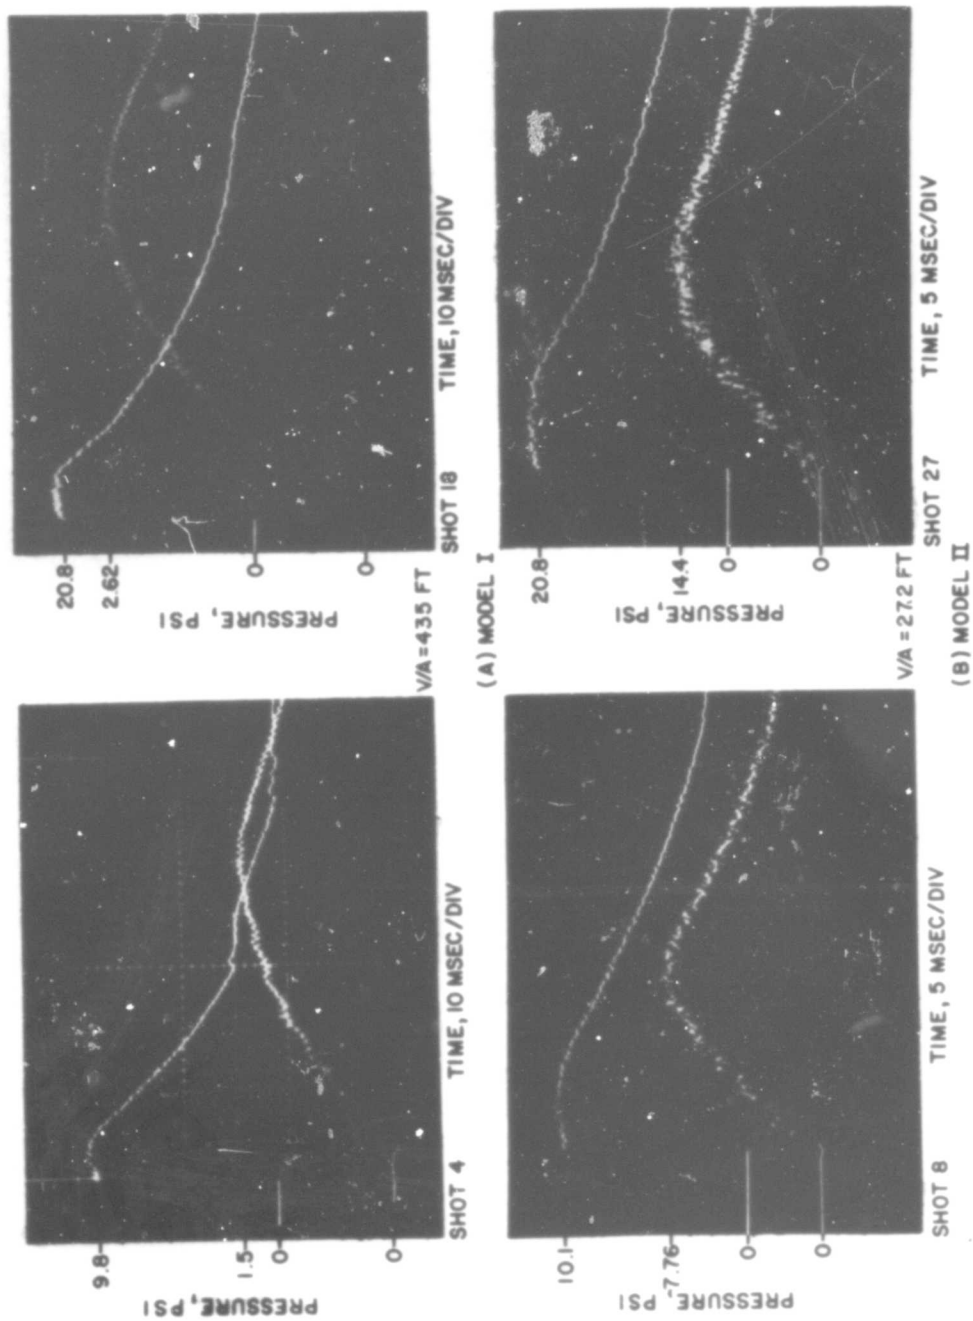 PRESSURE, PSI
9.8
1.5
0
0
SHOT 4
TIME, 10 MSEC/DIV
PRESSURE, PSI
20.8
2.62
0
0
SHOT 18
TIME, 10 MSEC/DIV
V/A=435 FT
(A) MODEL I
PRESSURE, PSI
10.1
7.76
0
0
SHOT 8
TIME, 5 MSEC/DIV
PRESSURE, PSI
20.8
14.4
0
0
SHOT 27
TIME, 5 MSEC/DIV
V/A = 27.2 FT
(B) MODEL II